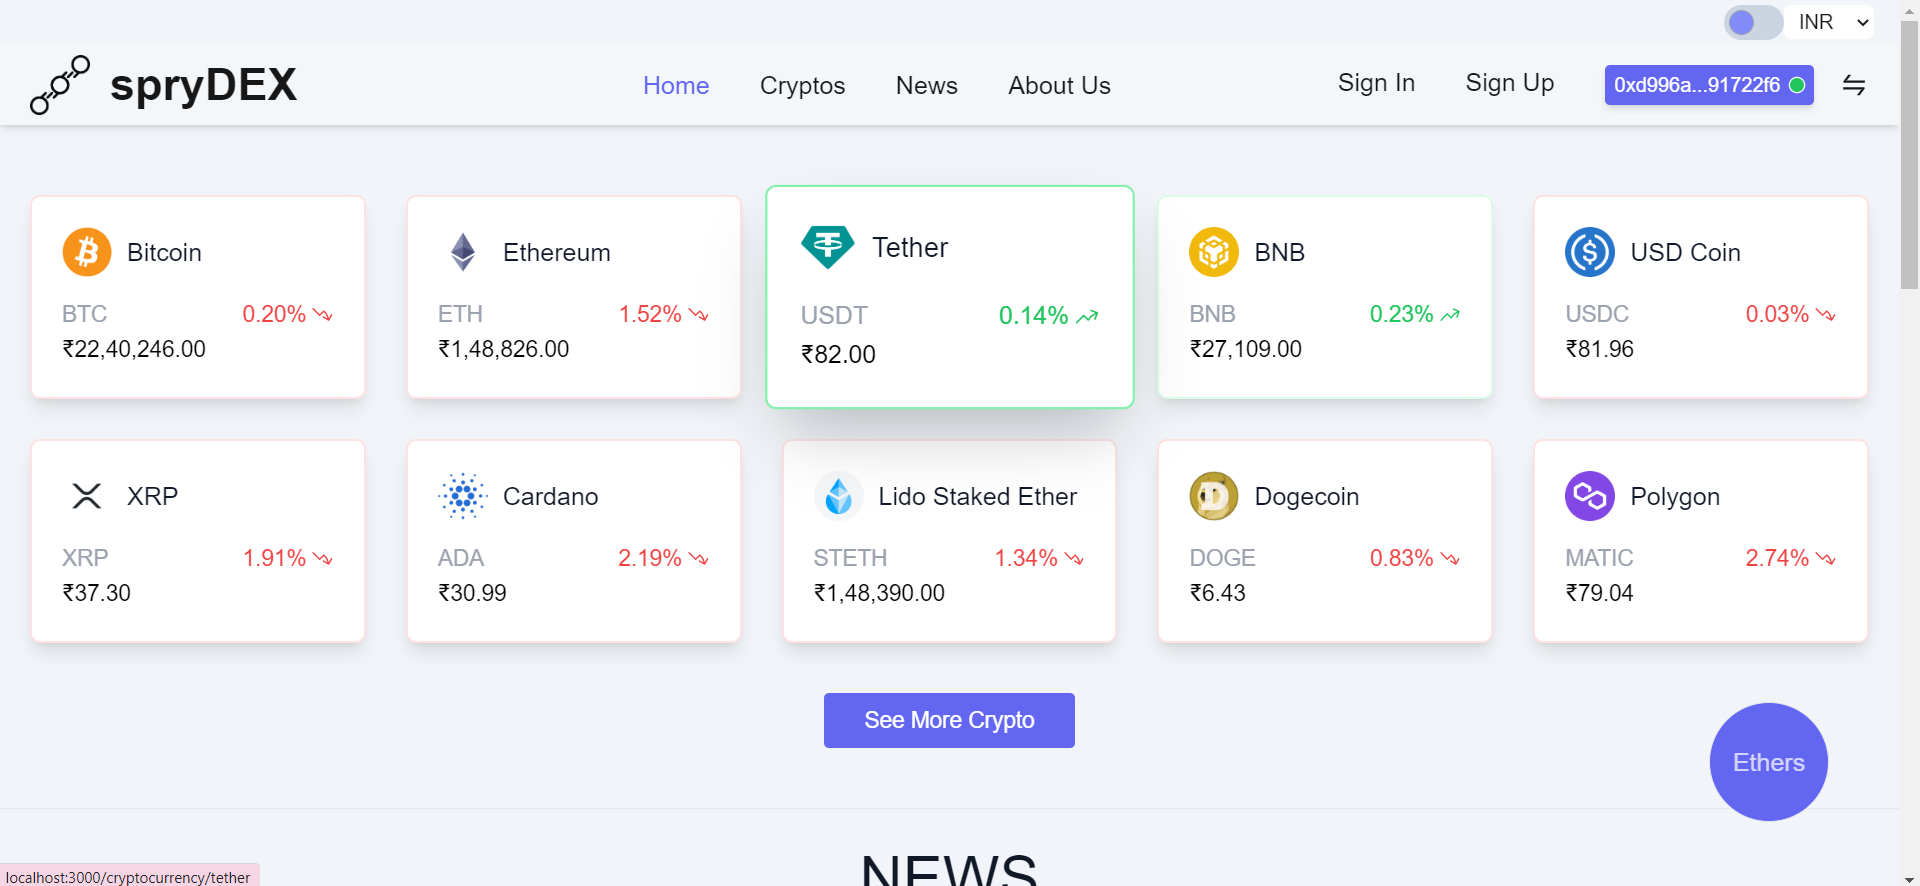 INR
spryDEX
Home Cryptos News About Us Sign In Sign Up 0xd996a...91722f6
Bitcoin
BTC 0.20%
₹22,40,246.00
Ethereum
ETH 1.52%
₹1,48,826.00
Tether
USDT 0.14%
₹82.00
BNB
BNB 0.23%
₹27,109.00
USD Coin
USDC 0.03%
₹81.96
XRP
XRP 1.91%
₹37.30
Cardano
ADA 2.19%
₹30.99
Lido Staked Ether
STETH 1.34%
₹1,48,390.00
Dogecoin
DOGE 0.83%
₹6.43
Polygon
MATIC 2.74%
₹79.04
See More Crypto
Ethers
NEWS
localhost:3000/cryptocurrency/tether